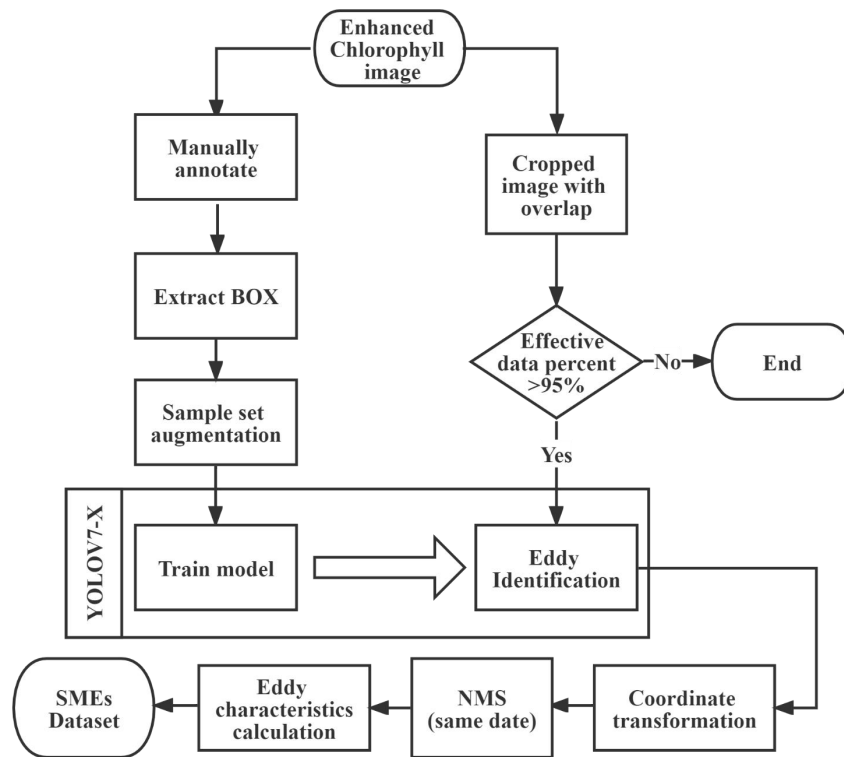 Enhanced
Chlorophyll
image
Manually
annotate
Cropped
image with
overlap
Extract BOX
Effective
data percent
>95%
No
End
Sample set
augmentation
Yes
YOLOV7-X
Train model
Eddy
Identification
SMEs
Dataset
Eddy
characteristics
calculation
NMS
(same date)
Coordinate
transformation